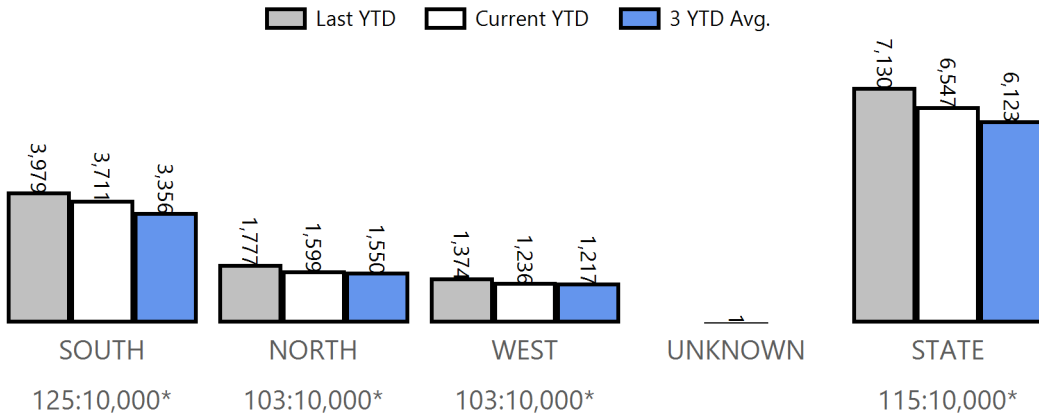 Last YTD Current YTD 3 YTD Avg.
3,979 3,711 3,356 1,777 1,599 1,550 1,374 1,236 1,217 1 7,130 6,547 6,123
SOUTH NORTH WEST UNKNOWN STATE
125:10,000* 103:10,000* 103:10,000* 115:10,000*